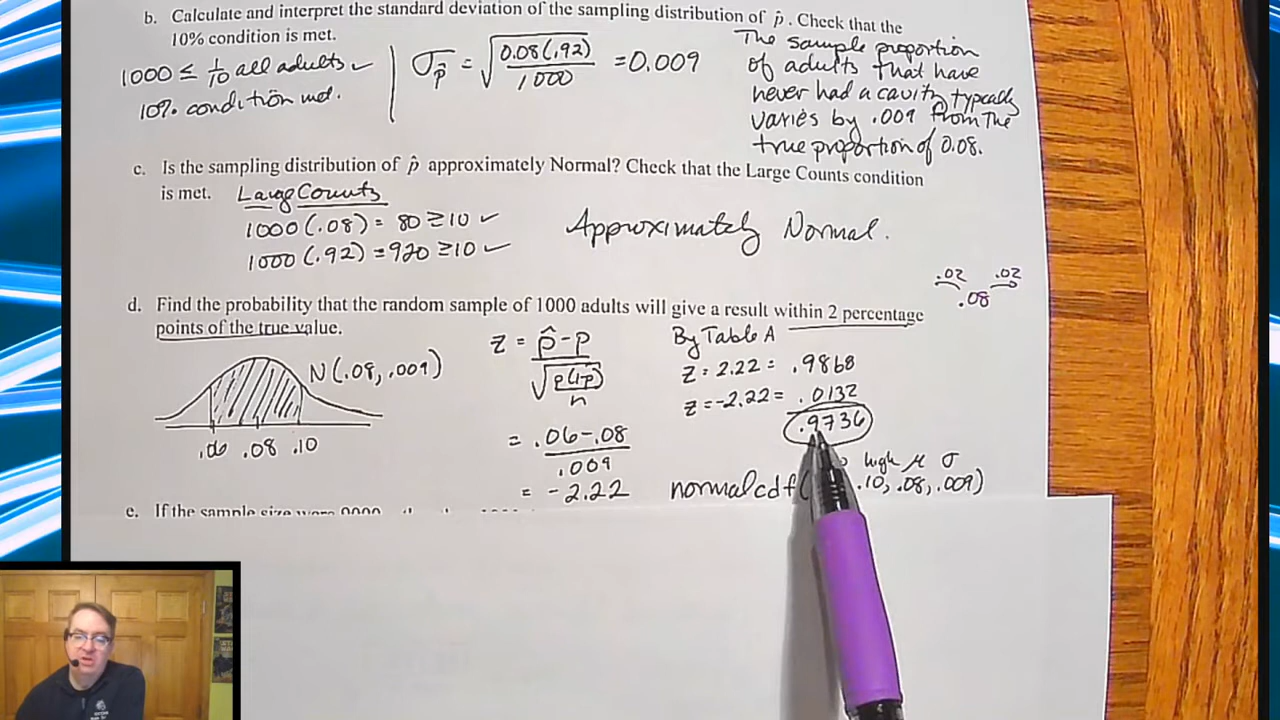 b. Calculate and interpret the standard deviation of the sampling distribution of p̂. Check that the
10% condition is met.
1000 ≤ 1/10 all adults ✓
10% condition met.
σp̂ = √(0.08(.92)/1000) = 0.009
The sample proportion
of adults that have
never had a cavity typically
varies by .009 from the
true proportion of 0.08.
c. Is the sampling distribution of p̂ approximately Normal? Check that the Large Counts condition
is met.
Large Counts
1000(.08) = 80 ≥ 10 ✓
1000(.92) = 920 ≥ 10 ✓
Approximately Normal.
.02 .02
.08
d. Find the probability that the random sample of 1000 adults will give a result within 2 percentage
points of the true value.
N(.08, .009)
.06 .08 .10
z = (p̂ - p)/√(p(1-p)/n)
= (.06 - .08)/.009
= -2.22
By Table A
z = 2.22 = .9868
z = -2.22 = .0132
.9736
high μ σ
normalcdf( .10, .08, .009)
e. If the sample size were 9000